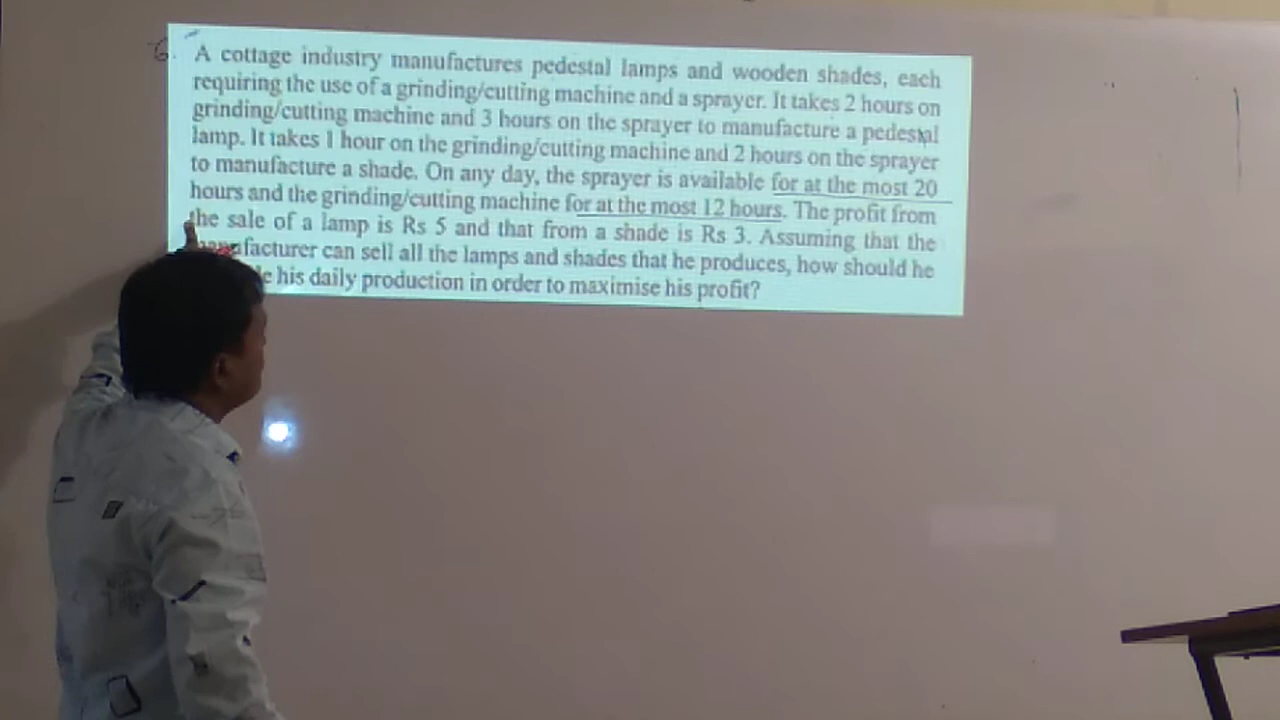 6. A cottage industry manufactures pedestal lamps and wooden shades, each
requiring the use of a grinding/cutting machine and a sprayer. It takes 2 hours on
grinding/cutting machine and 3 hours on the sprayer to manufacture a pedestal
lamp. It takes 1 hour on the grinding/cutting machine and 2 hours on the sprayer
to manufacture a shade. On any day, the sprayer is available for at the most 20
hours and the grinding/cutting machine for at the most 12 hours. The profit from
the sale of a lamp is Rs 5 and that from a shade is Rs 3. Assuming that the
manufacturer can sell all the lamps and shades that he produces, how should he
his daily production in order to maximise his profit?